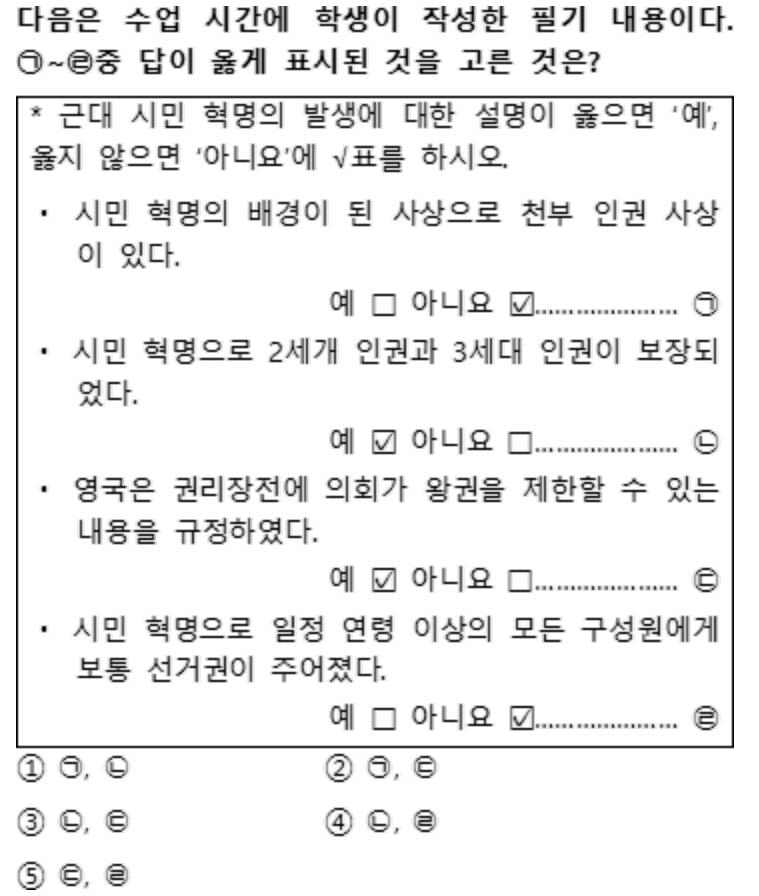 다음은 수업 시간에 학생이 작성한 필기 내용이다.
㉠~㉣중 답이 옳게 표시된 것을 고른 것은?
* 근대 시민 혁명의 발생에 대한 설명이 옳으면 ‘예’,
옳지 않으면 ‘아니요’에 √표를 하시오.
· 시민 혁명의 배경이 된 사상으로 천부 인권 사상
이 있다.
예 □ 아니요 ☑..................... ㉠
· 시민 혁명으로 2세개 인권과 3세대 인권이 보장되
었다.
예 ☑ 아니요 □..................... ㉡
· 영국은 권리장전에 의회가 왕권을 제한할 수 있는
내용을 규정하였다.
예 ☑ 아니요 □..................... ㉢
· 시민 혁명으로 일정 연령 이상의 모든 구성원에게
보통 선거권이 주어졌다.
예 □ 아니요 ☑..................... ㉣
① ㉠, ㉡ ② ㉠, ㉢
③ ㉡, ㉢ ④ ㉡, ㉣
⑤ ㉢, ㉣